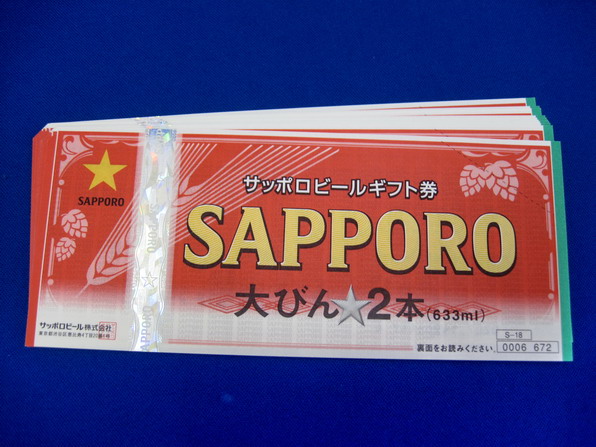 SAPPORO
サッポロビールギフト券
SAPPORO
大びん★2本(633ml)
サッポロビール株式会社
S-18
裏面をお読みください。
0006 672
SAPPORO